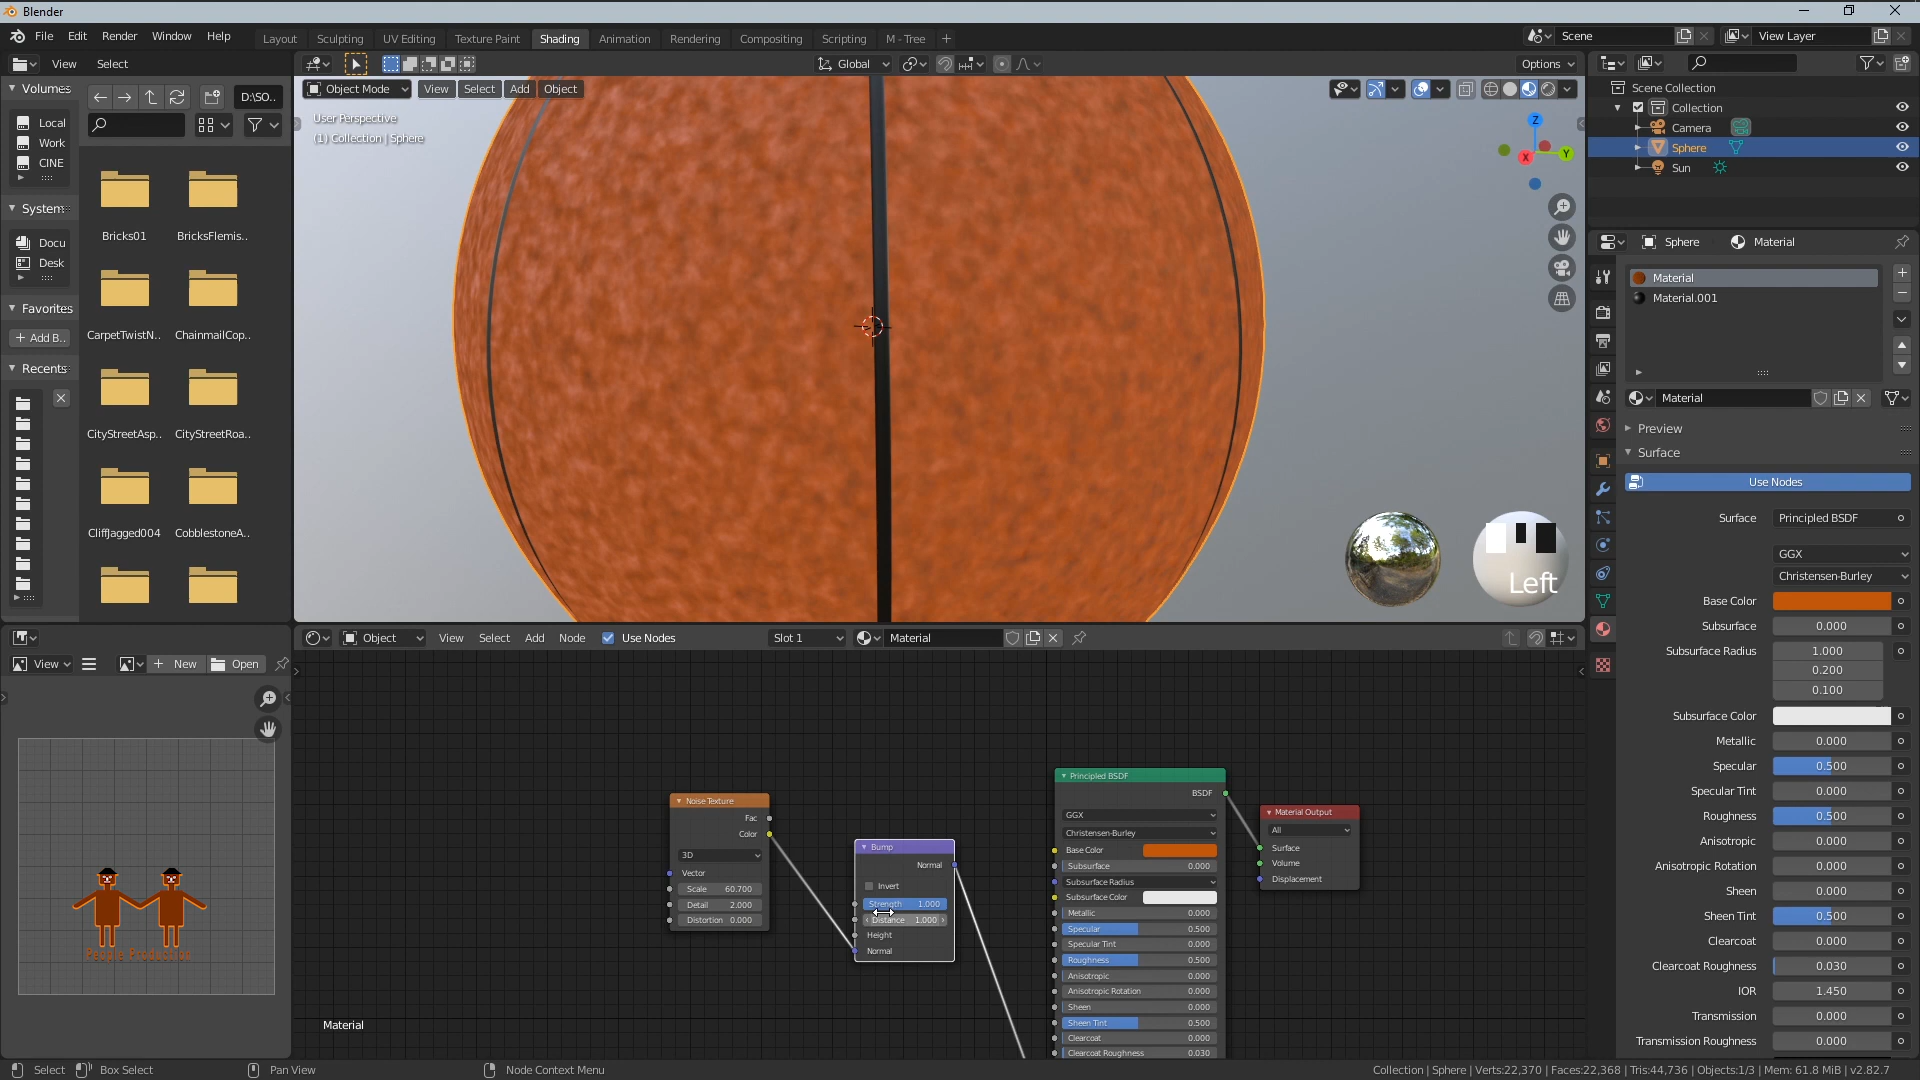 Blender
File Edit Render Window Help
Layout Sculpting UV Editing Texture Paint Shading Animation Rendering Compositing Scripting M - Tree +
Scene
View Layer
View Select
Global
Options
Volumes
Local
Work
CINE
D:\SO..
System
Docu
Desk
Favorites
Add B..
Recents
Bricks01
BricksFlemis..
CarpetTwistN..
ChainmailCop..
CityStreetAsp..
CityStreetRoa..
CliffJagged004
CobblestoneA..
Object Mode View Select Add Object
User Perspective
(1) Collection | Sphere
Z
X
Y
Left
Scene Collection
Collection
Camera
Sphere
Sun
Sphere Material
Material
Material.001
Material
Preview
Surface
Use Nodes
Surface Principled BSDF
GGX
Christensen-Burley
Base Color
Subsurface 0.000
Subsurface Radius 1.000
0.200
0.100
Subsurface Color
Metallic 0.000
Specular 0.500
Specular Tint 0.000
Roughness 0.500
Anisotropic 0.000
Anisotropic Rotation 0.000
Sheen 0.000
Sheen Tint 0.500
Clearcoat 0.000
Clearcoat Roughness 0.030
IOR 1.450
Transmission 0.000
Transmission Roughness 0.000
View
New
Open
People Production
Object View Select Add Node Use Nodes Slot 1 Material
Noise Texture
Fac
Color
3D
Vector
Scale 60.700
Detail 2.000
Distortion 0.000
Bump
Normal
Invert
Strength 1.000
Distance 1.000
Height
Normal
Principled BSDF
BSDF
GGX
Christensen-Burley
Base Color
Subsurface 0.000
Subsurface Radius
Subsurface Color
Metallic 0.000
Specular 0.500
Specular Tint 0.000
Roughness 0.500
Anisotropic 0.000
Anisotropic Rotation 0.000
Sheen 0.000
Sheen Tint 0.500
Clearcoat 0.000
Clearcoat Roughness 0.030
Material Output
All
Surface
Volume
Displacement
Material
Select Box Select Pan View Node Context Menu
Collection | Sphere | Verts:22,370 | Faces:22,368 | Tris:44,736 | Objects:1/3 | Mem: 61.8 MiB | v2.82.7